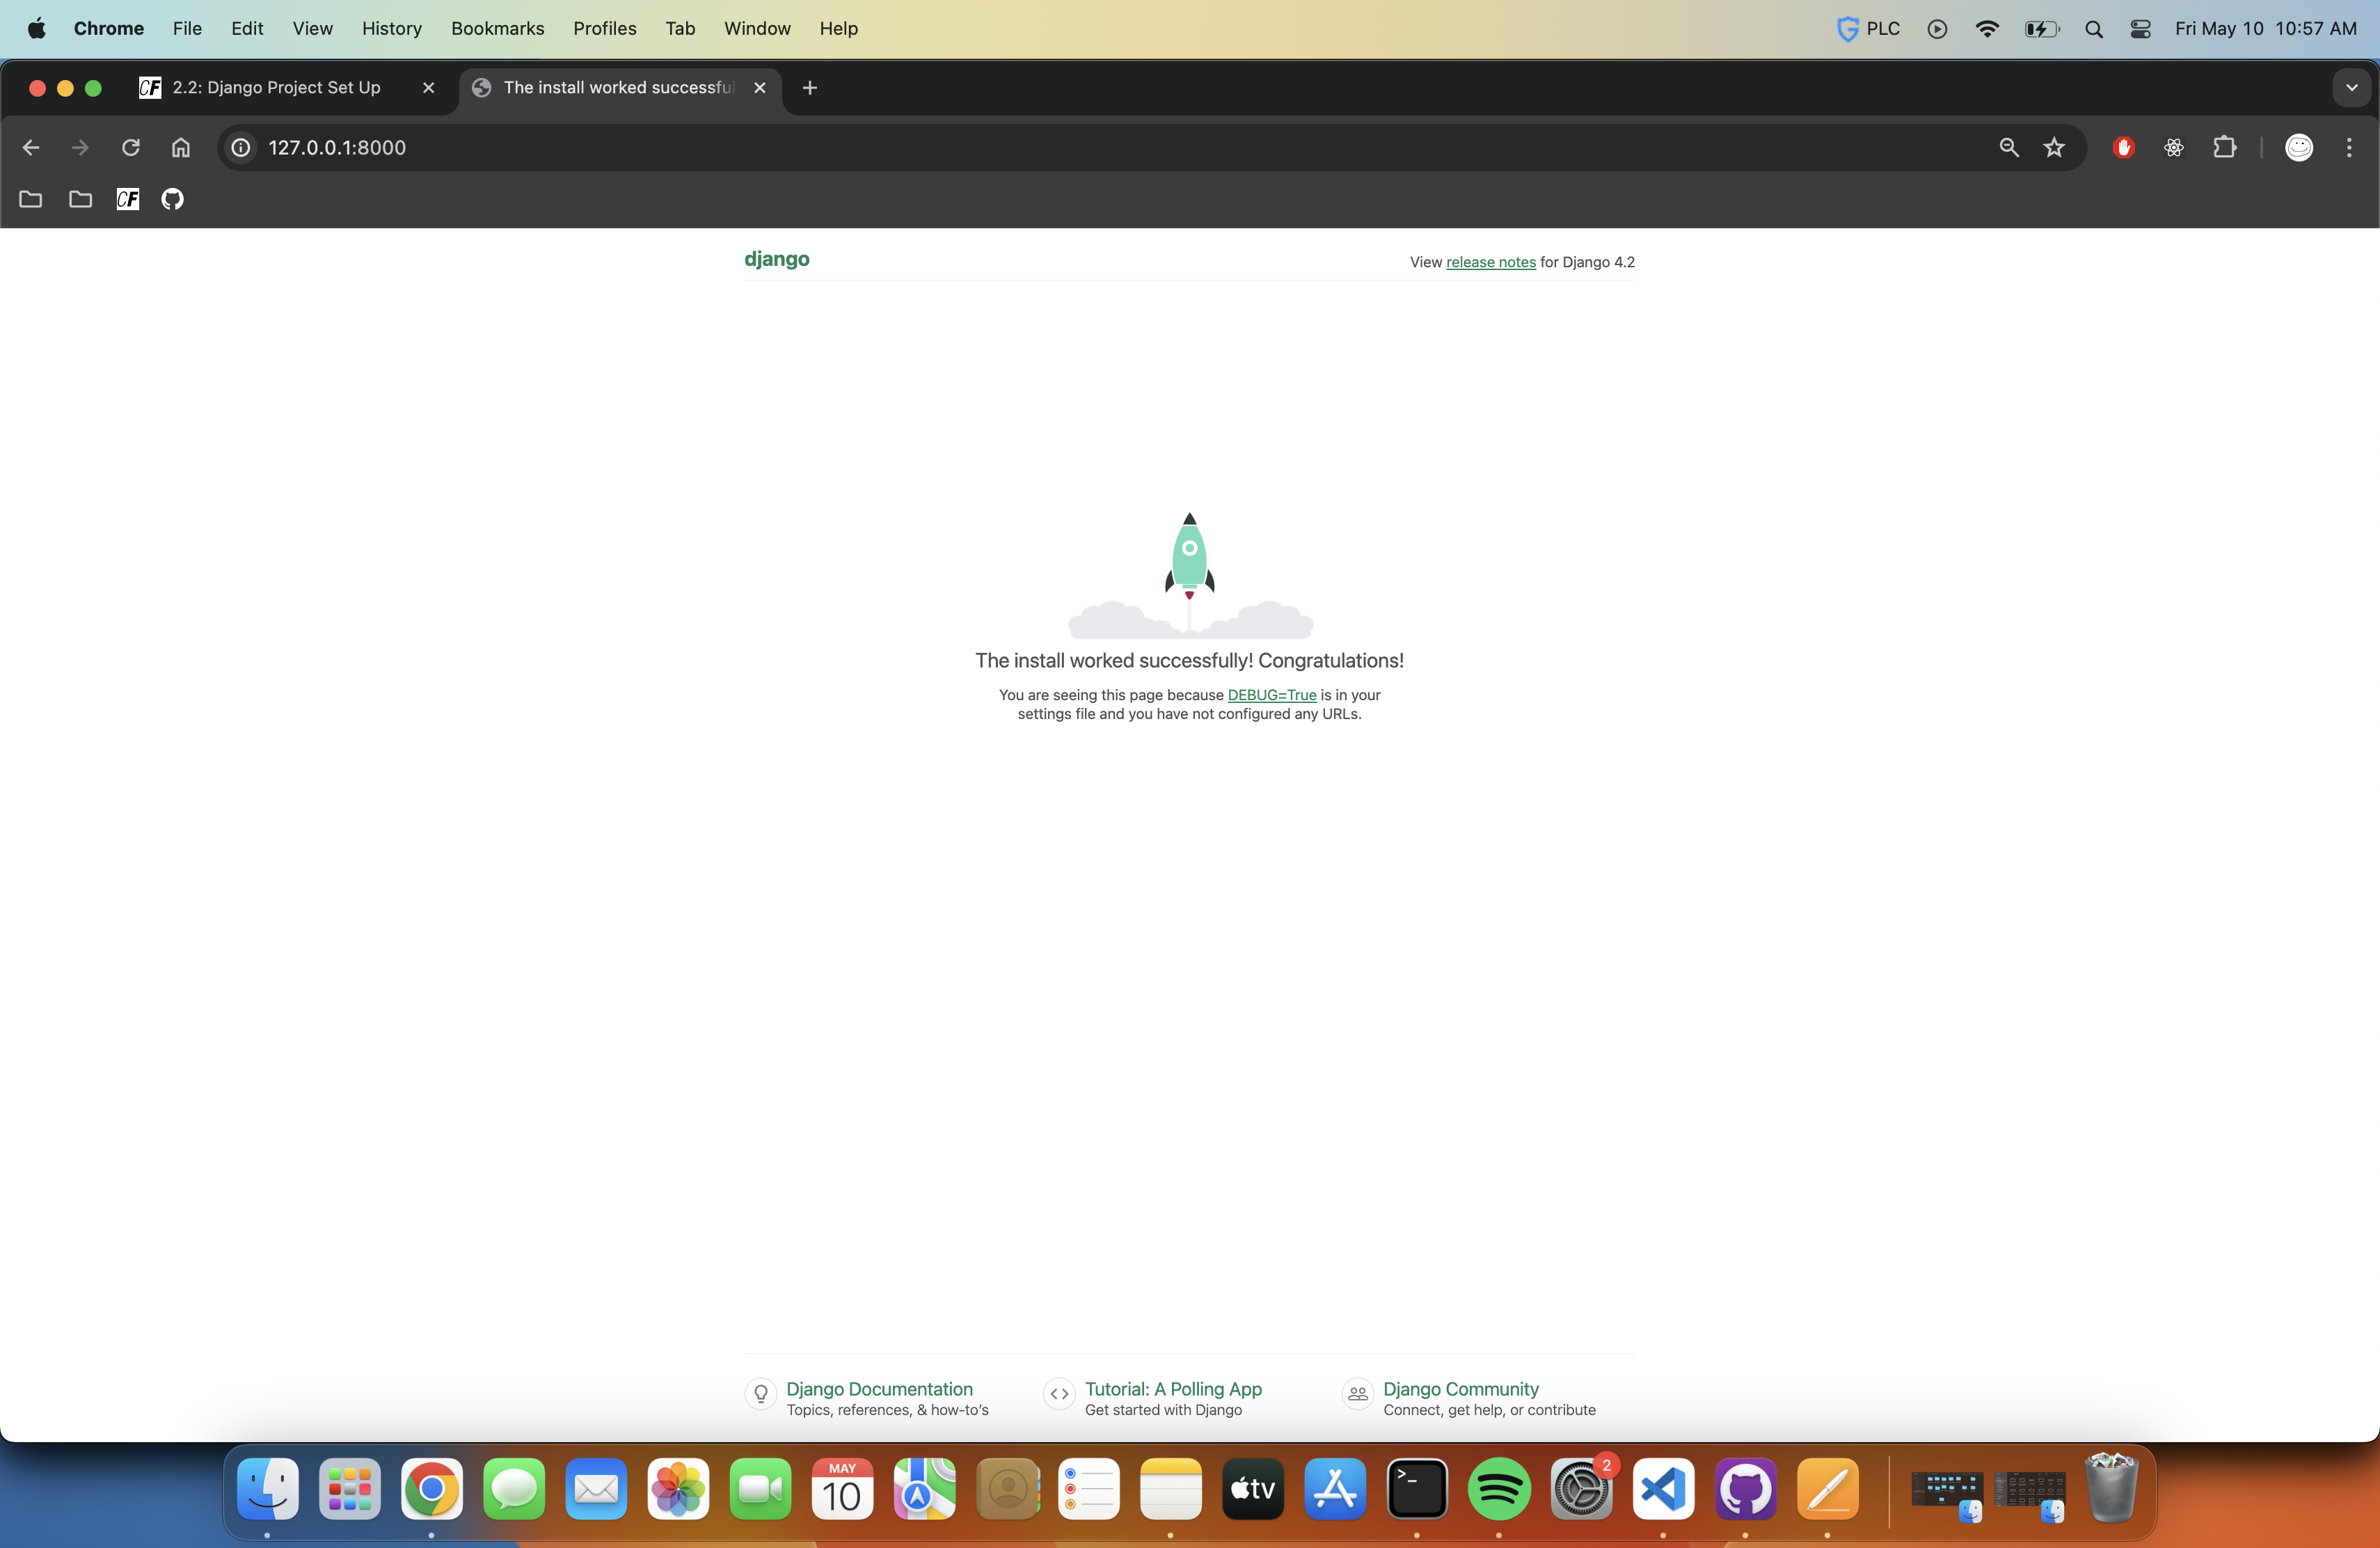 Chrome File Edit View History Bookmarks Profiles Tab Window Help PLC Fri May 10 10:57 AM
CF 2.2: Django Project Set Up The install worked successful
127.0.0.1:8000
CF
django View release notes for Django 4.2
The install worked successfully! Congratulations!
You are seeing this page because DEBUG=True is in your
settings file and you have not configured any URLs.
Django Documentation Tutorial: A Polling App Django Community
Topics, references, & how-to's Get started with Django Connect, get help, or contribute
MAY
10
tv
>_
2